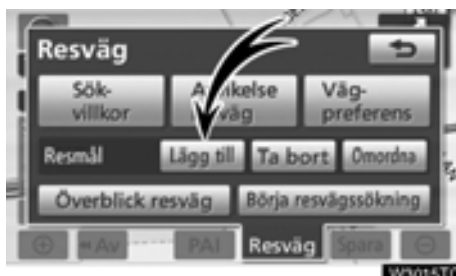 Resväg
Sök-
villkor
Väg-
preferens
Resmål Lägg till Ta bort Omordna
Överblick resväg Börja resvägssökning
Av PAI Resväg Spara